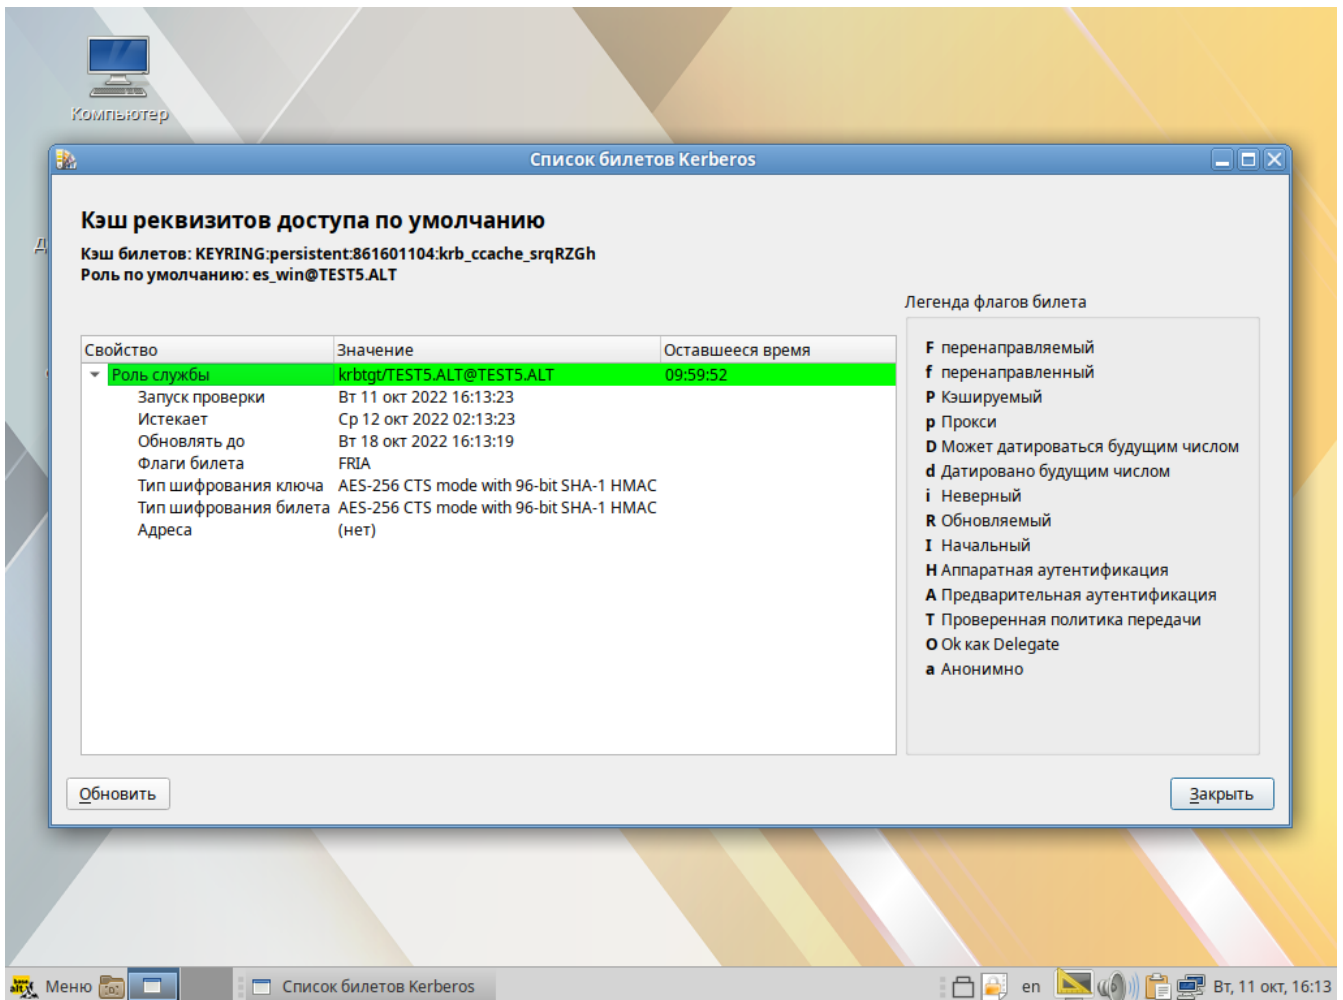 Компьютер
Список билетов Kerberos
Кэш реквизитов доступа по умолчанию
Кэш билетов: KEYRING:persistent:861601104:krb_ccache_srqRZGh
Роль по умолчанию: es_win@TEST5.ALT
Свойство Значение Оставшееся время
Роль службы krbtgt/TEST5.ALT@TEST5.ALT 09:59:52
Запуск проверки Вт 11 окт 2022 16:13:23
Истекает Ср 12 окт 2022 02:13:23
Обновлять до Вт 18 окт 2022 16:13:19
Флаги билета FRIA
Тип шифрования ключа AES-256 CTS mode with 96-bit SHA-1 HMAC
Тип шифрования билета AES-256 CTS mode with 96-bit SHA-1 HMAC
Адреса (нет)
Легенда флагов билета
F перенаправляемый
f перенаправленный
P Кэшируемый
p Прокси
D Может датироваться будущим числом
d Датировано будущим числом
i Неверный
R Обновляемый
I Начальный
H Аппаратная аутентификация
A Предварительная аутентификация
T Проверенная политика передачи
O Ok как Delegate
a Анонимно
Обновить
Закрыть
Меню
Список билетов Kerberos
en
Вт, 11 окт, 16:13